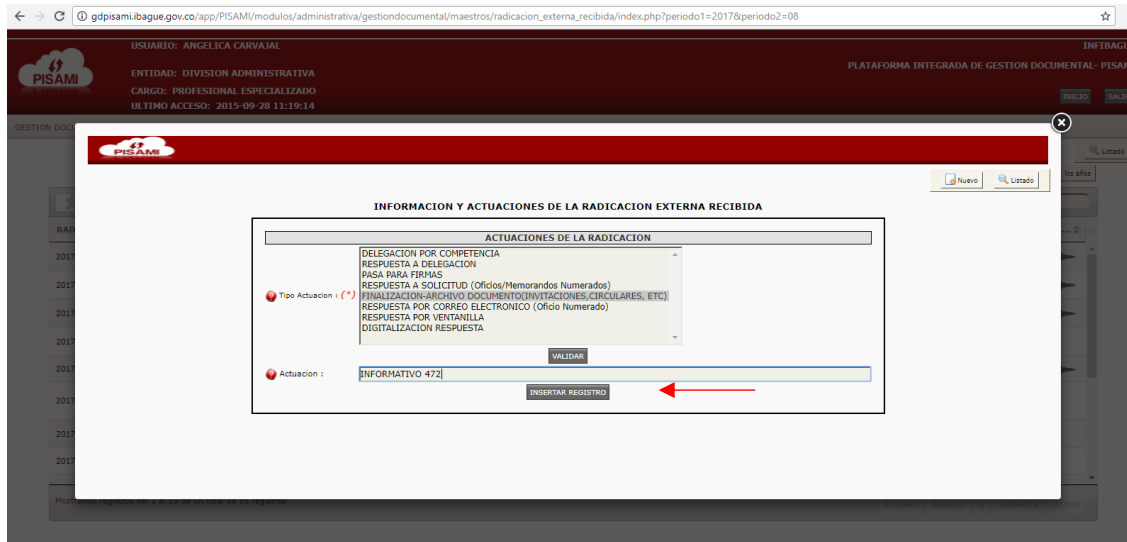 gdpisami.ibague.gov.co/app/PISAMI/modulos/administrativa/gestiondocumental/maestros/radicacion_externa_recibida/index.php?periodo1=2017&periodo2=08
USUARIO: ANGELICA CARVAJAL
INFIBAGU
PISAMI
ENTIDAD: DIVISION ADMINISTRATIVA
PLATAFORMA INTEGRADA DE GESTION DOCUMENTAL- PISAM
CARGO: PROFESIONAL ESPECIALIZADO
INICIO
SALI
ULTIMO ACCESO: 2015-09-28 11:19:14
GESTION DOCU
PISAMI
Listado
Nuevo
Listado
los años
INFORMACION Y ACTUACIONES DE LA RADICACION EXTERNA RECIBIDA
RAD
ACTUACIONES DE LA RADICACION
DELEGACION POR COMPETENCIA
RESPUESTA A DELEGACION
PASA PARA FIRMAS
RESPUESTA A SOLICITUD (Oficios/Memorandos Numerados)
Tipo Actuacion : (*)
FINALIZACION-ARCHIVO DOCUMENTO(INVITACIONES,CIRCULARES, ETC)
RESPUESTA POR CORREO ELECTRONICO (Oficio Numerado)
RESPUESTA POR VENTANILLA
DIGITALIZACION RESPUESTA
VALIDAR
Actuacion :
INFORMATIVO 472
INSERTAR REGISTRO
2017
2017
2017
2017
2017
2017
2017
2017